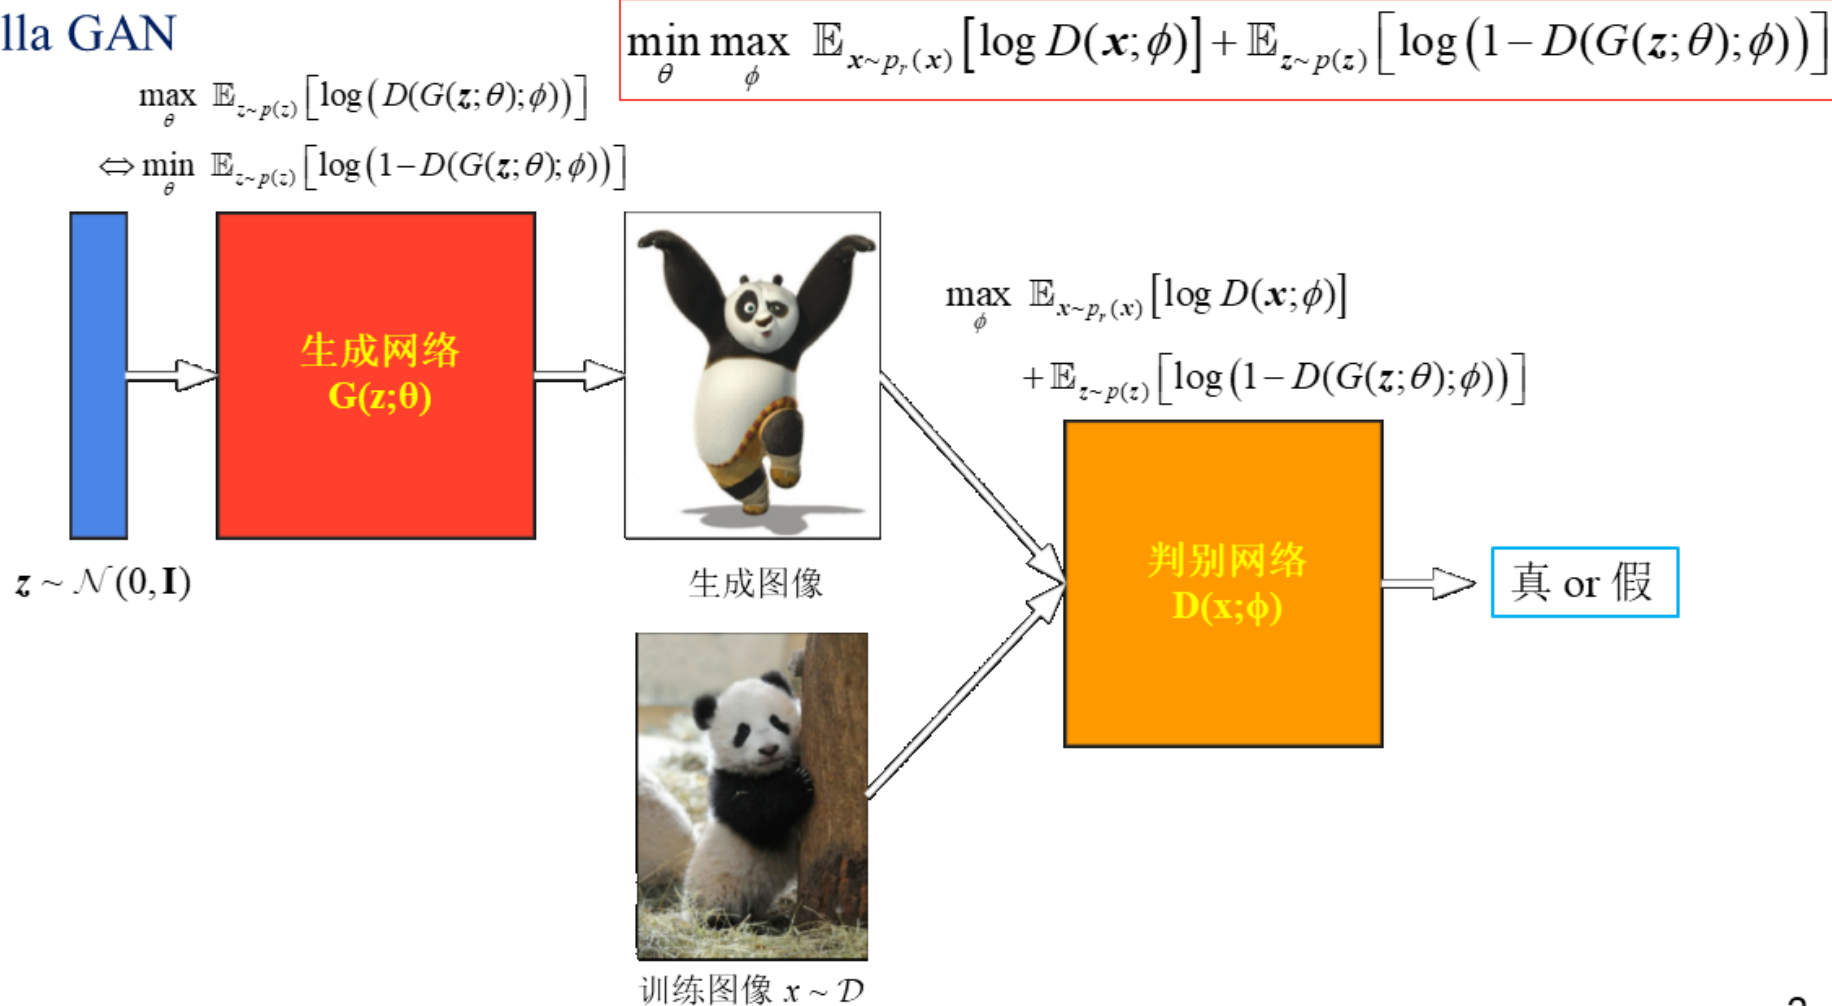 lla GAN
min_θ max_φ 𝔼_{x~p_r(x)}[log D(x;φ)] + 𝔼_{z~p(z)}[log(1−D(G(z;θ);φ))]
max_θ 𝔼_{z~p(z)}[log(D(G(z;θ);φ))]
⇔ min_θ 𝔼_{z~p(z)}[log(1−D(G(z;θ);φ))]
max_φ 𝔼_{x~p_r(x)}[log D(x;φ)]
+ 𝔼_{z~p(z)}[log(1−D(G(z;θ);φ))]
生成网络
G(z;θ)
判别网络
D(x;φ)
真 or 假
z ~ 𝒩(0,I)
生成图像
训练图像 x ~ 𝒟